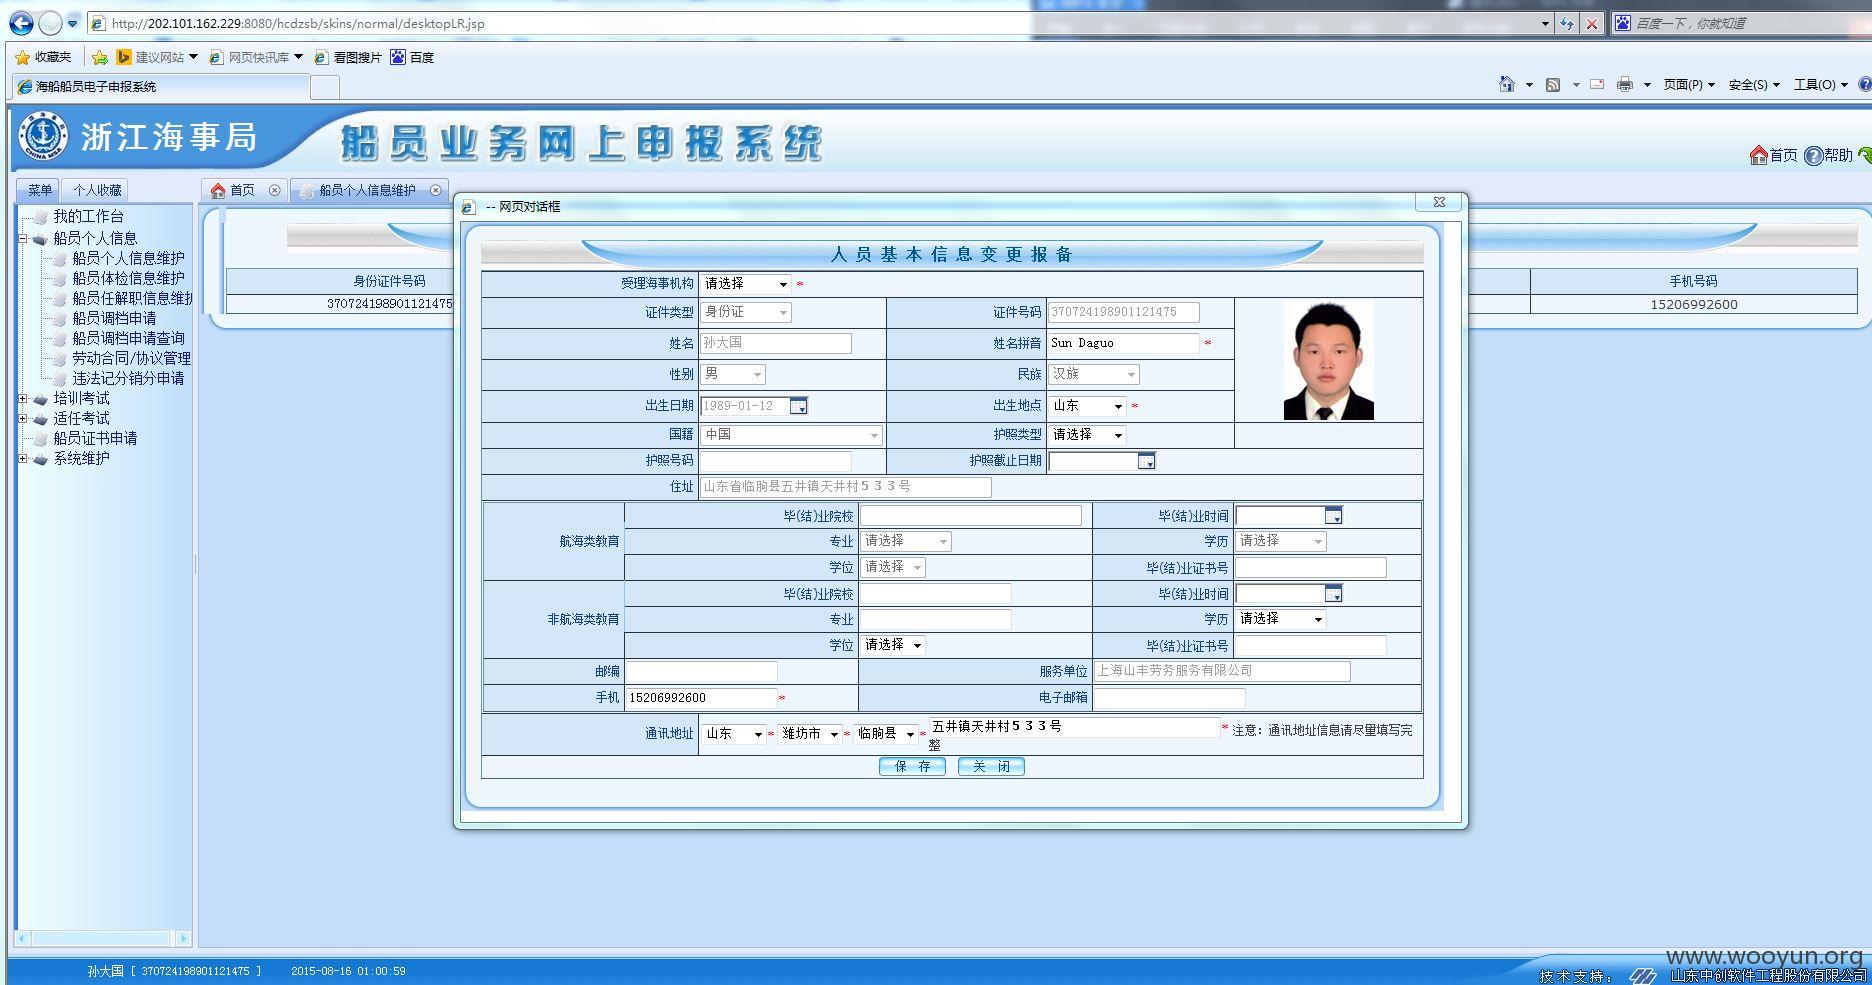 http://202.101.162.229:8080/hcdzsb/skins/normal/desktopLR.jsp
百度一下，你就知道
收藏夹 建议网站 网页快讯库 看图搜片 百度
海船船员电子申报系统
页面(P) 安全(S) 工具(O)
浙江海事局 船员业务网上申报系统
CHINA MSA
首页 帮助
菜单 个人收藏 首页 船员个人信息维护
我的工作台
船员个人信息
船员个人信息维护
船员体检信息维护
船员任解职信息维护
船员调档申请
船员调档申请查询
劳动合同/协议管理
违法记分销分申请
培训考试
适任考试
船员证书申请
系统维护
身份证件号码 手机号码
370724198901121475 15206992600
-- 网页对话框
人员基本信息变更报备
受理海事机构 请选择 *
证件类型 身份证 证件号码 370724198901121475
姓名 孙大国 姓名拼音 Sun Daguo *
性别 男 民族 汉族
出生日期 1989-01-12 出生地点 山东 *
国籍 中国 护照类型 请选择
护照号码 护照截止日期
住址 山东省临朐县五井镇天井村５３３号
毕(结)业院校 毕(结)业时间
航海类教育 专业 请选择 学历 请选择
学位 请选择 毕(结)业证书号
毕(结)业院校 毕(结)业时间
非航海类教育 专业 学历 请选择
学位 请选择 毕(结)业证书号
邮编 服务单位 上海山丰劳务服务有限公司
手机 15206992600 * 电子邮箱
通讯地址 山东 * 潍坊市 * 临朐县 * 五井镇天井村５３３号 * 注意：通讯地址信息请尽量填写完
整
保 存 关 闭
孙大国 [ 370724198901121475 ] 2015-08-16 01:00:59
www.wooyun.org
技术支持： 山东中创软件工程股份有限公司